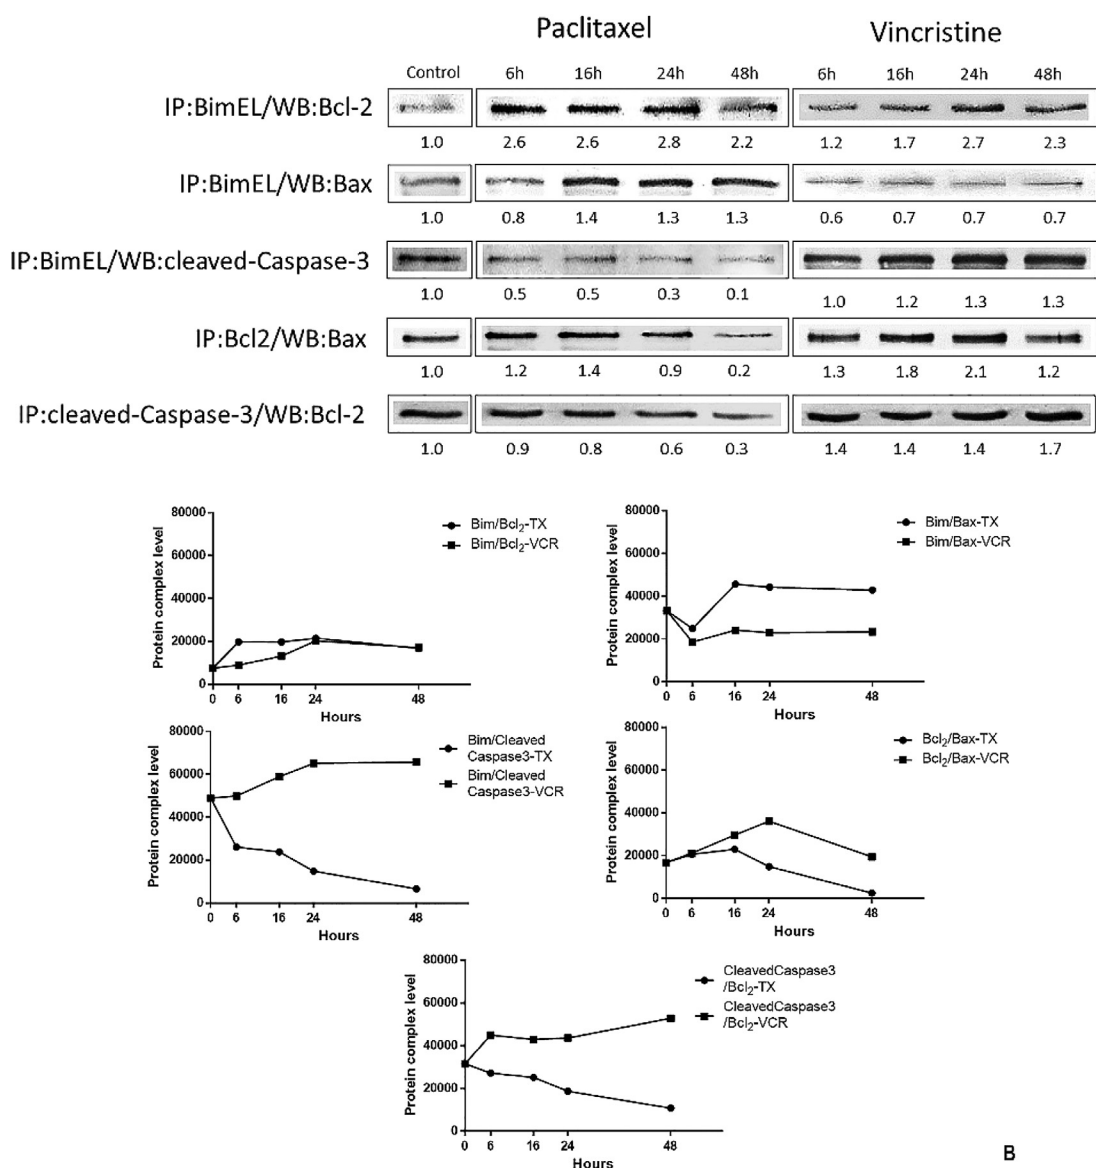 Paclitaxel Vincristine
Control 6h 16h 24h 48h 6h 16h 24h 48h
IP:BimEL/WB:Bcl-2
1.0 2.6 2.6 2.8 2.2 1.2 1.7 2.7 2.3
IP:BimEL/WB:Bax
1.0 0.8 1.4 1.3 1.3 0.6 0.7 0.7 0.7
IP:BimEL/WB:cleaved-Caspase-3
1.0 0.5 0.5 0.3 0.1 1.0 1.2 1.3 1.3
IP:Bcl2/WB:Bax
1.0 1.2 1.4 0.9 0.2 1.3 1.8 2.1 1.2
IP:cleaved-Caspase-3/WB:Bcl-2
1.0 0.9 0.8 0.6 0.3 1.4 1.4 1.4 1.7
Protein complex level
80000
60000
40000
20000
0
0 6 16 24 48
Hours
Bim/Bcl2-TX
Bim/Bcl2-VCR
Protein complex level
80000
60000
40000
20000
0
0 6 16 24 48
Hours
Bim/Bax-TX
Bim/Bax-VCR
Protein complex level
80000
60000
40000
20000
0
0 6 16 24 48
Hours
Bim/Cleaved
Caspase3-TX
Bim/Cleaved
Caspase3-VCR
Protein complex level
80000
60000
40000
20000
0
0 6 16 24 48
Hours
Bcl2/Bax-TX
Bcl2/Bax-VCR
Protein complex level
80000
60000
40000
20000
0
0 6 16 24 48
Hours
CleavedCaspase3
/Bcl2-TX
CleavedCaspase3
/Bcl2-VCR
B